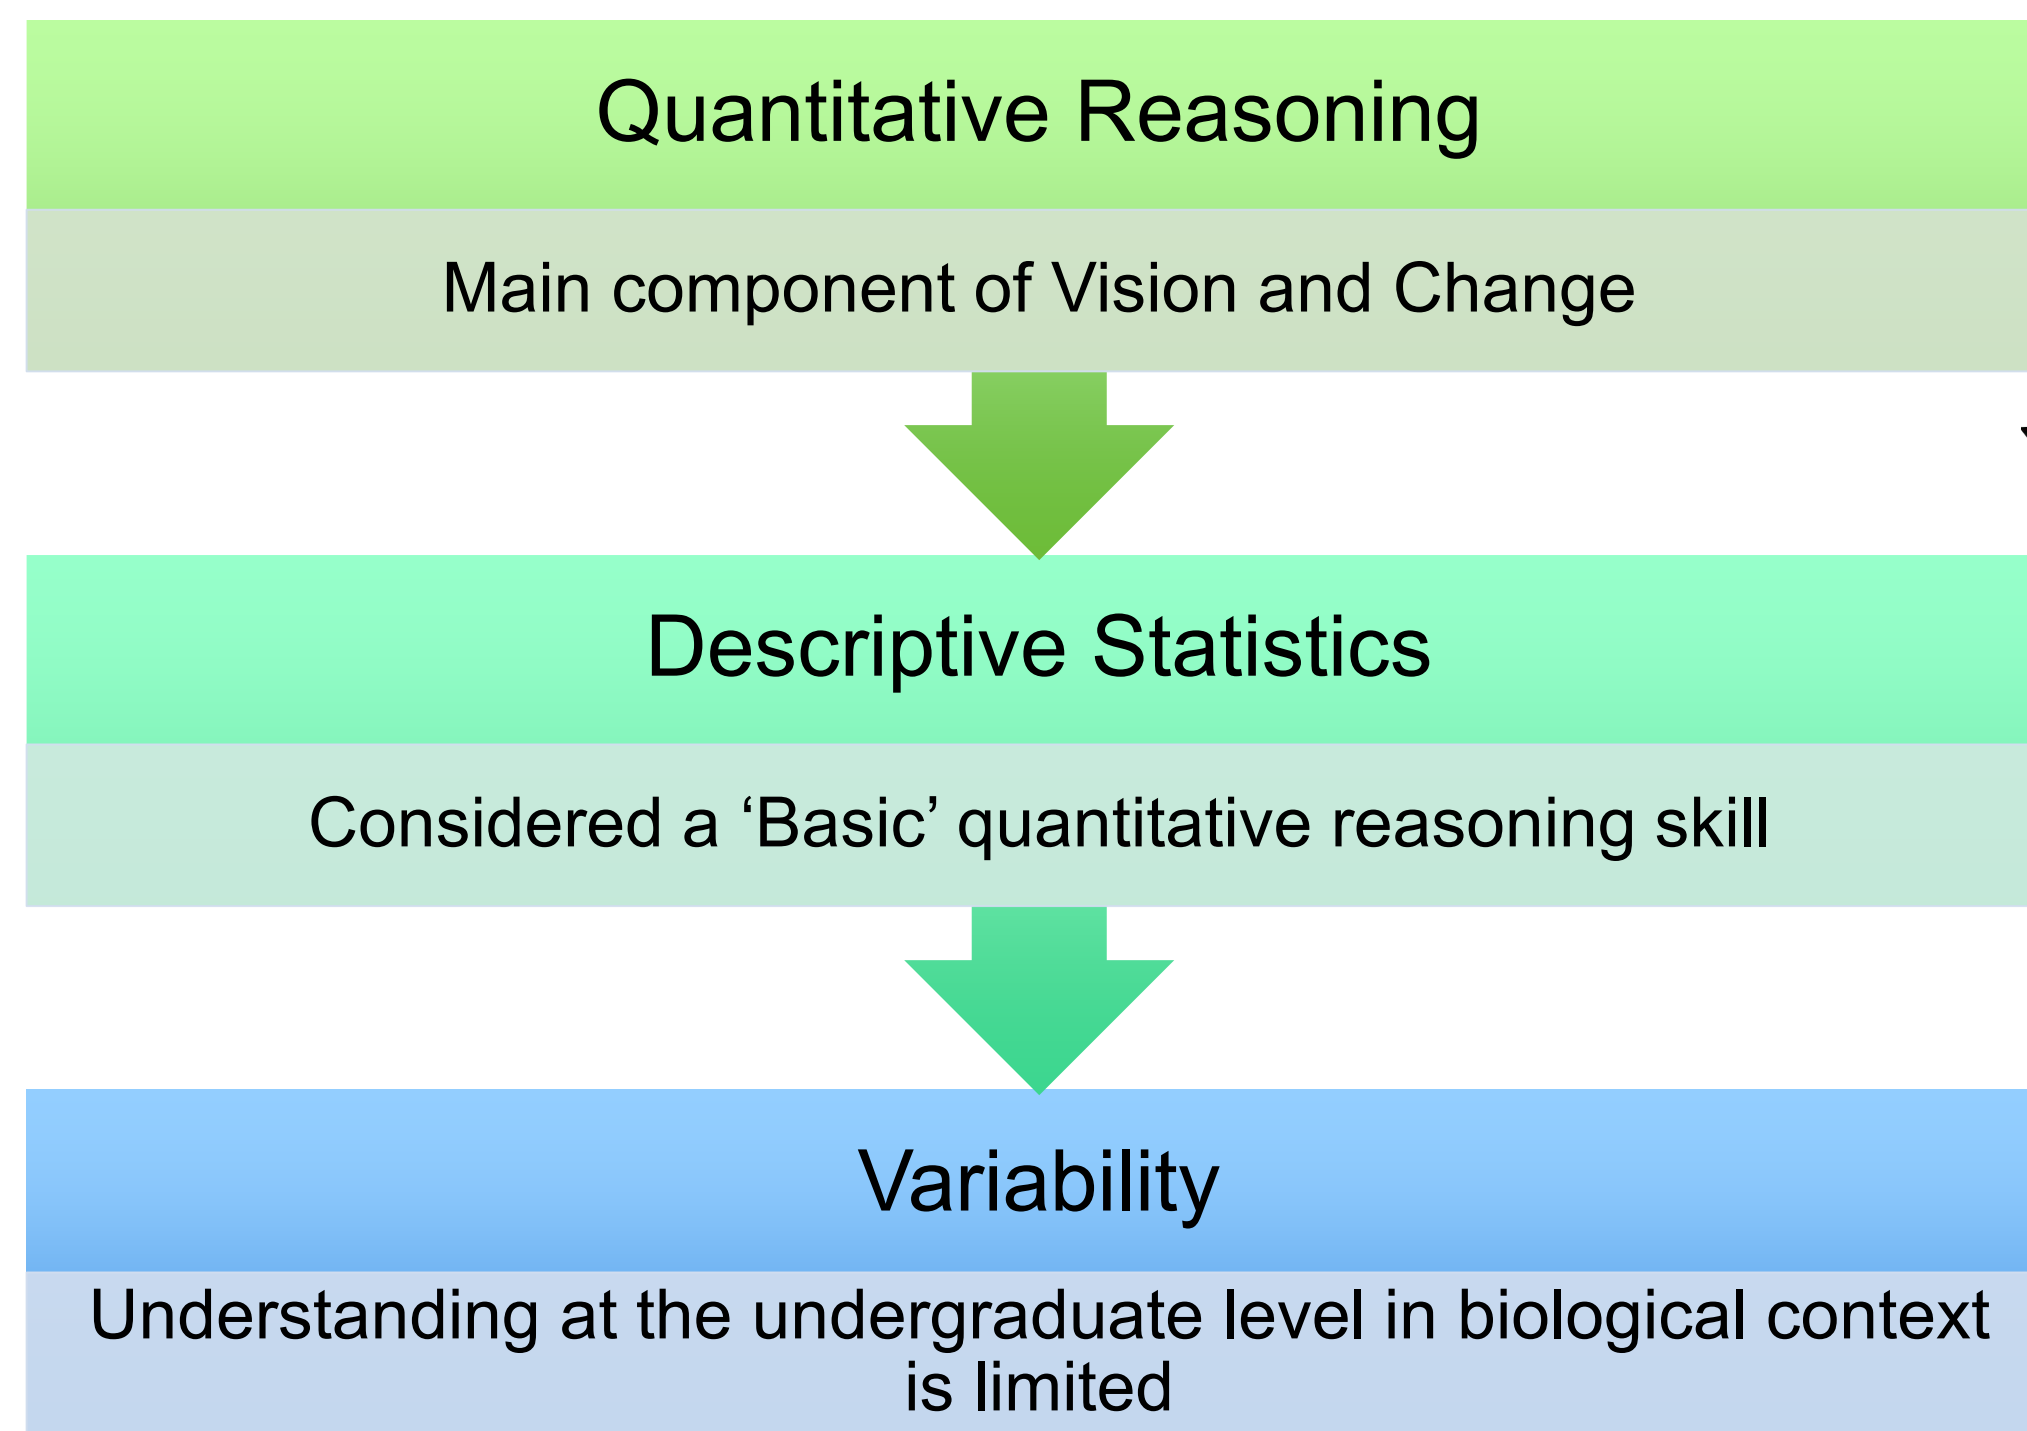 Quantitative Reasoning
Main component of Vision and Change
Descriptive Statistics
Considered a ‘Basic’ quantitative reasoning skill
Variability
Understanding at the undergraduate level in biological context
is limited